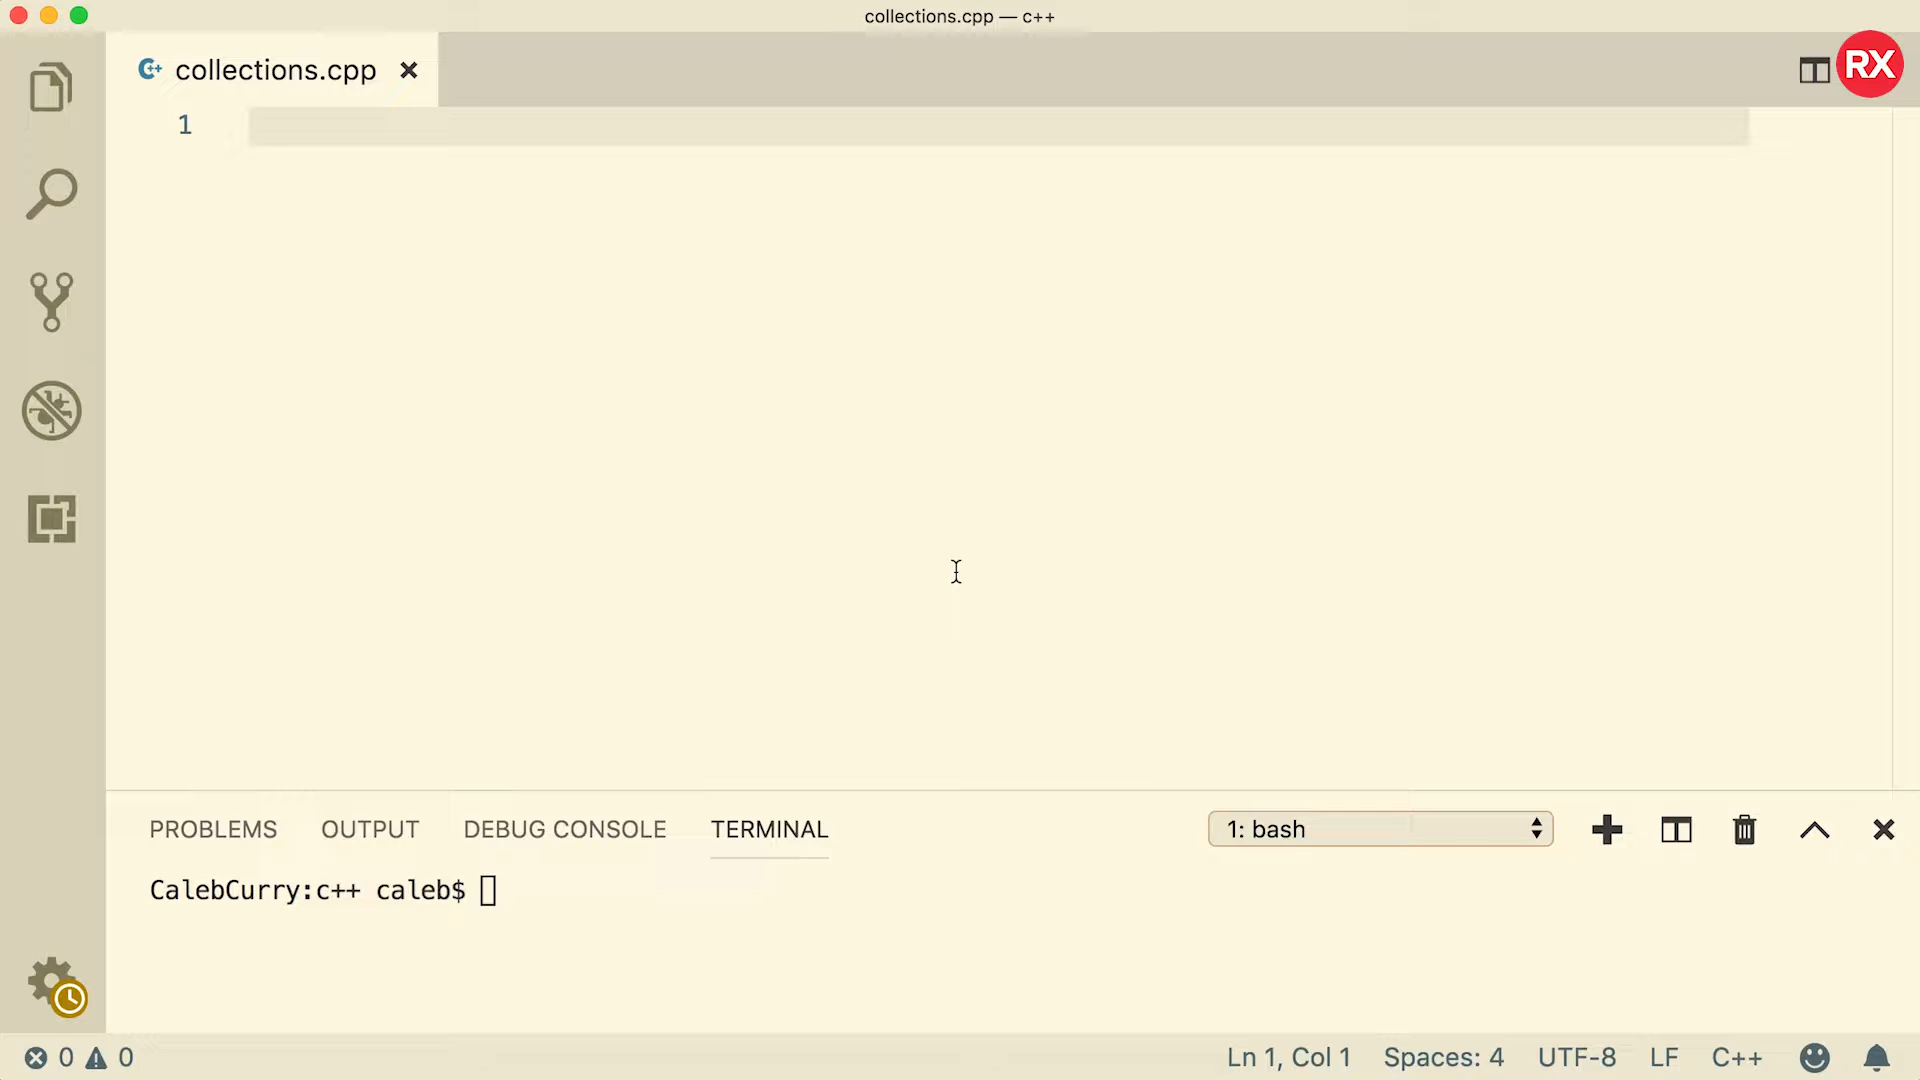 collections.cpp — c++
collections.cpp
RX
1
PROBLEMS OUTPUT DEBUG CONSOLE TERMINAL 1: bash
CalebCurry:c++ caleb$
0 0 Ln 1, Col 1 Spaces: 4 UTF-8 LF C++